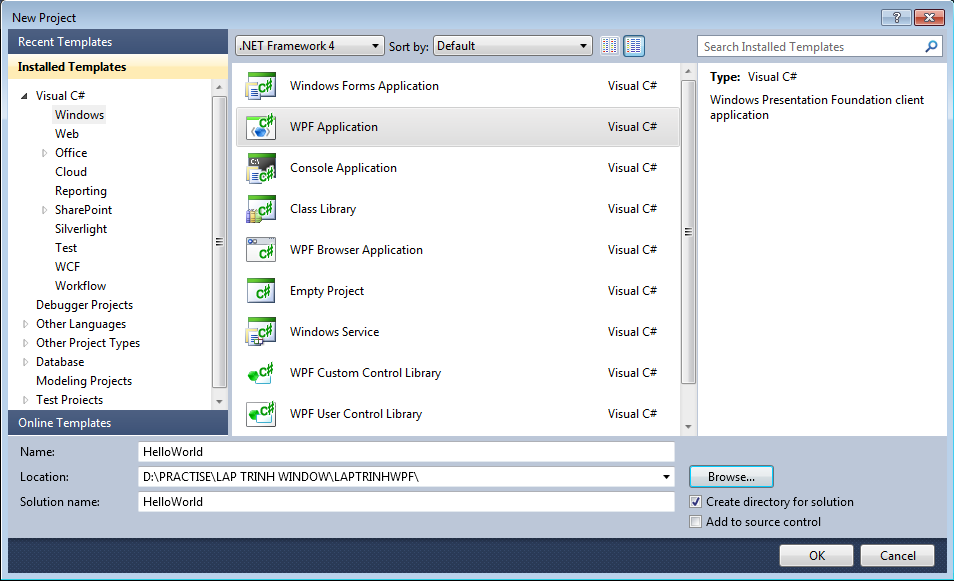 New Project
Recent Templates
Installed Templates
Visual C#
Windows
Web
Office
Cloud
Reporting
SharePoint
Silverlight
Test
WCF
Workflow
Debugger Projects
Other Languages
Other Project Types
Database
Modeling Projects
Test Projects
Online Templates
.NET Framework 4 Sort by: Default
Windows Forms Application Visual C#
WPF Application Visual C#
Console Application Visual C#
Class Library Visual C#
WPF Browser Application Visual C#
Empty Project Visual C#
Windows Service Visual C#
WPF Custom Control Library Visual C#
WPF User Control Library Visual C#
Search Installed Templates
Type: Visual C#
Windows Presentation Foundation client
application
Name: HelloWorld
Location: D:\PRACTISE\LAP TRINH WINDOW\LAPTRINHWPF\
Browse...
Solution name: HelloWorld
Create directory for solution
Add to source control
OK Cancel